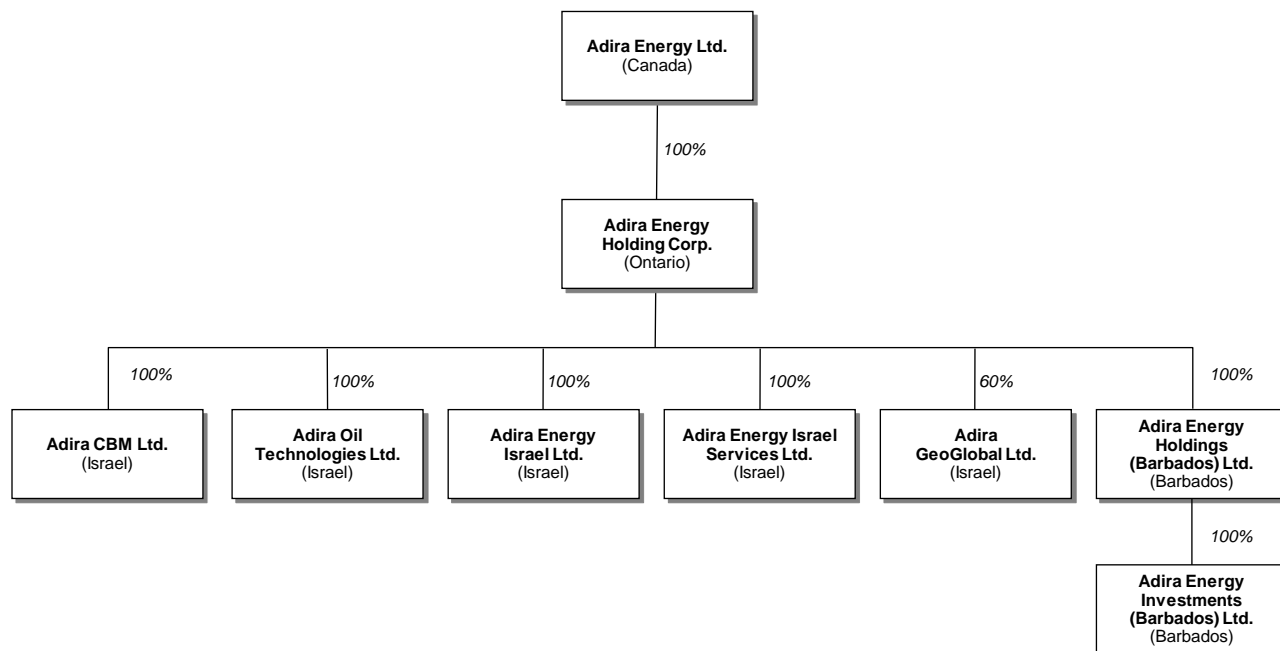 Adira Energy Ltd.
(Canada)
100%
Adira Energy
Holding Corp.
(Ontario)
100%
100%
100%
100%
60%
100%
Adira CBM Ltd.
(Israel)
Adira Oil
Technologies Ltd.
(Israel)
Adira Energy
Israel Ltd.
(Israel)
Adira Energy Israel
Services Ltd.
(Israel)
Adira
GeoGlobal Ltd.
(Israel)
Adira Energy
Holdings
(Barbados) Ltd.
(Barbados)
100%
Adira Energy
Investments
(Barbados) Ltd.
(Barbados)